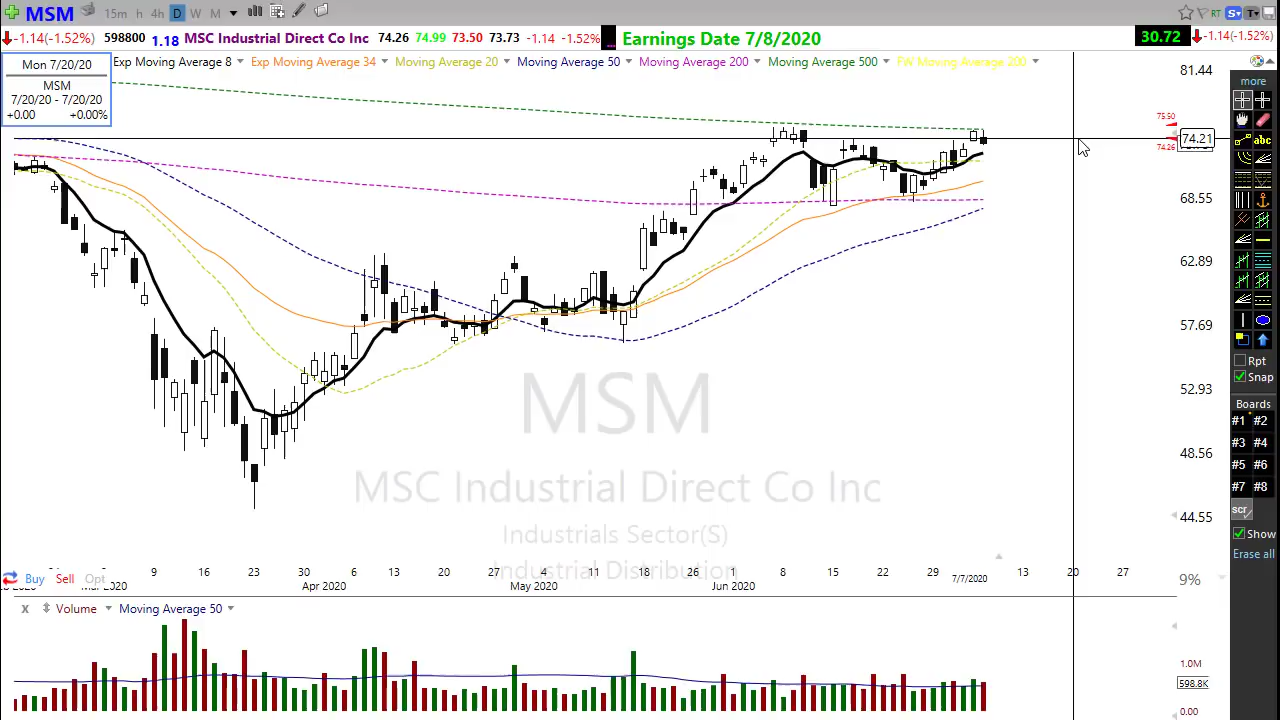 MSM 15m h 4h D W M RT S T
-1.14(-1.52%) 598800 1.18 MSC Industrial Direct Co Inc 74.26 74.99 73.50 73.73 -1.14 -1.52% ... Earnings Date 7/8/2020 30.72 -1.14(-1.52%)
Exp Moving Average 8 Exp Moving Average 34 Moving Average 20 Moving Average 50 Moving Average 200 Moving Average 500 FW Moving Average 200
Mon 7/20/20
MSM
7/20/20 - 7/20/20
+0.00 +0.00%
81.44
75.50
74.21
74.26
68.55
62.89
57.69
52.93
48.56
44.55
MSM
MSC Industrial Direct Co Inc
Industrials Sector(S)
Industrial Distribution
more
abc
Rpt
Snap
Boards
#1 #2
#3 #4
#5 #6
#7 #8
scr
Show
Erase all
9 16 23 30 6 13 20 27 4 11 18 26 1 8 15 22 29 7/7/2020 13 20 27
Buy Sell Opt
Apr 2020 May 2020 Jun 2020
9%
x Volume Moving Average 50
1.0M
598.8K
0.00